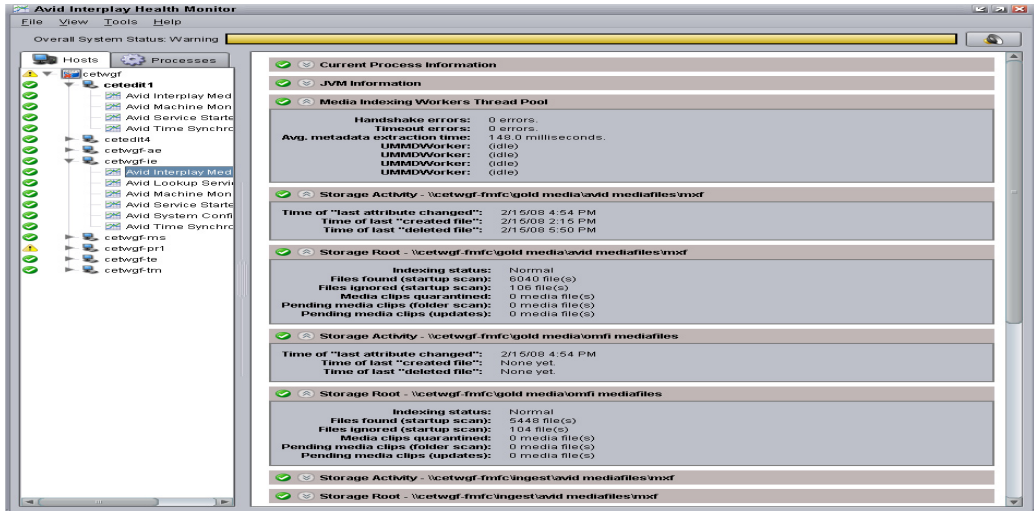 Avid Interplay Health Monitor
File View Tools Help
Overall System Status: Warning
Hosts Processes
cetwgf
cetedit1
Avid Interplay Med
Avid Machine Mon
Avid Service Starte
Avid Time Synchro
cetedit4
cetwgf-ae
cetwgf-ie
Avid Interplay Med
Avid Lookup Servi
Avid Machine Mon
Avid Service Starte
Avid System Confi
Avid Time Synchro
cetwgf-ms
cetwgf-pr1
cetwgf-te
cetwgf-tm
Current Process Information
JVM Information
Media Indexing Workers Thread Pool
Handshake errors: 0 errors.
Timeout errors: 0 errors.
Avg. metadata extraction time: 148.0 milliseconds.
UMMDWorker: (idle)
UMMDWorker: (idle)
UMMDWorker: (idle)
UMMDWorker: (idle)
Storage Activity - \\cetwgf-fmfc\gold media\avid mediafiles\mxf
Time of "last attribute changed": 2/15/08 4:54 PM
Time of last "created file": 2/15/08 2:15 PM
Time of last "deleted file": 2/15/08 5:50 PM
Storage Root - \\cetwgf-fmfc\gold media\avid mediafiles\mxf
Indexing status: Normal
Files found (startup scan): 6040 file(s)
Files ignored (startup scan): 106 file(s)
Media clips quarantined: 0 media file(s)
Pending media clips (folder scan): 0 media file(s)
Pending media clips (updates): 0 media file(s)
Storage Activity - \\cetwgf-fmfc\gold media\omfi mediafiles
Time of "last attribute changed": 2/15/08 4:54 PM
Time of last "created file": None yet.
Time of last "deleted file": None yet.
Storage Root - \\cetwgf-fmfc\gold media\omfi mediafiles
Indexing status: Normal
Files found (startup scan): 5448 file(s)
Files ignored (startup scan): 104 file(s)
Media clips quarantined: 0 media file(s)
Pending media clips (folder scan): 0 media file(s)
Pending media clips (updates): 0 media file(s)
Storage Activity - \\cetwgf-fmfc\ingest\avid mediafiles\mxf
Storage Root - \\cetwgf-fmfc\ingest\avid mediafiles\mxf